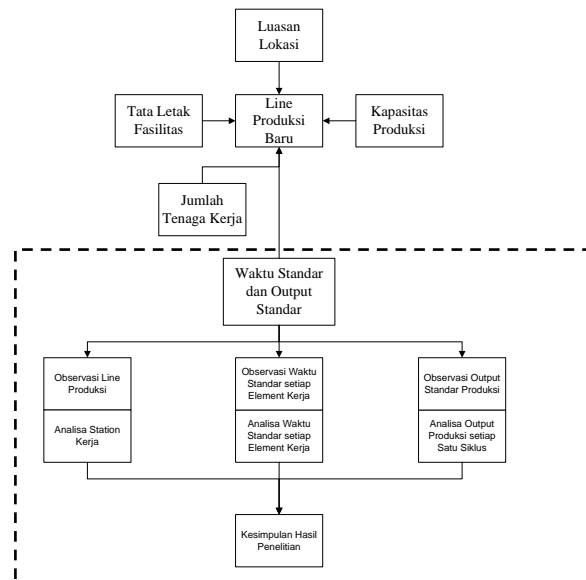 Luasan
Lokasi
Tata Letak
Fasilitas
Line
Produksi
Baru
Kapasitas
Produksi
Jumlah
Tenaga Kerja
Waktu Standar
dan Output
Standar
Observasi Line
Produksi
Analisa Station
Kerja
Observasi Waktu
Standar setiap
Element Kerja
Analisa Waktu
Standar setiap
Element Kerja
Observasi Output
Standar Produksi
Analisa Output
Produksi setiap
Satu Siklus
Kesimpulan Hasil
Penelitian